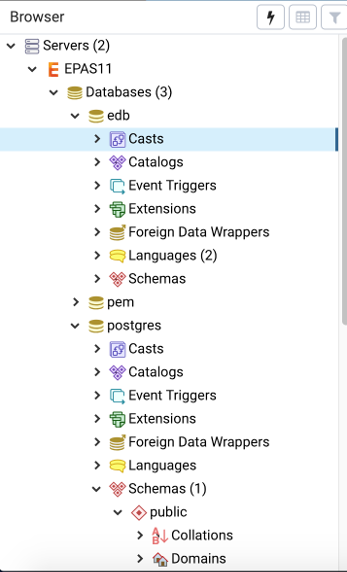 Browser
Servers (2)
EPAS11
Databases (3)
edb
Casts
Catalogs
Event Triggers
Extensions
Foreign Data Wrappers
Languages (2)
Schemas
pem
postgres
Casts
Catalogs
Event Triggers
Extensions
Foreign Data Wrappers
Languages
Schemas (1)
public
Collations
Domains